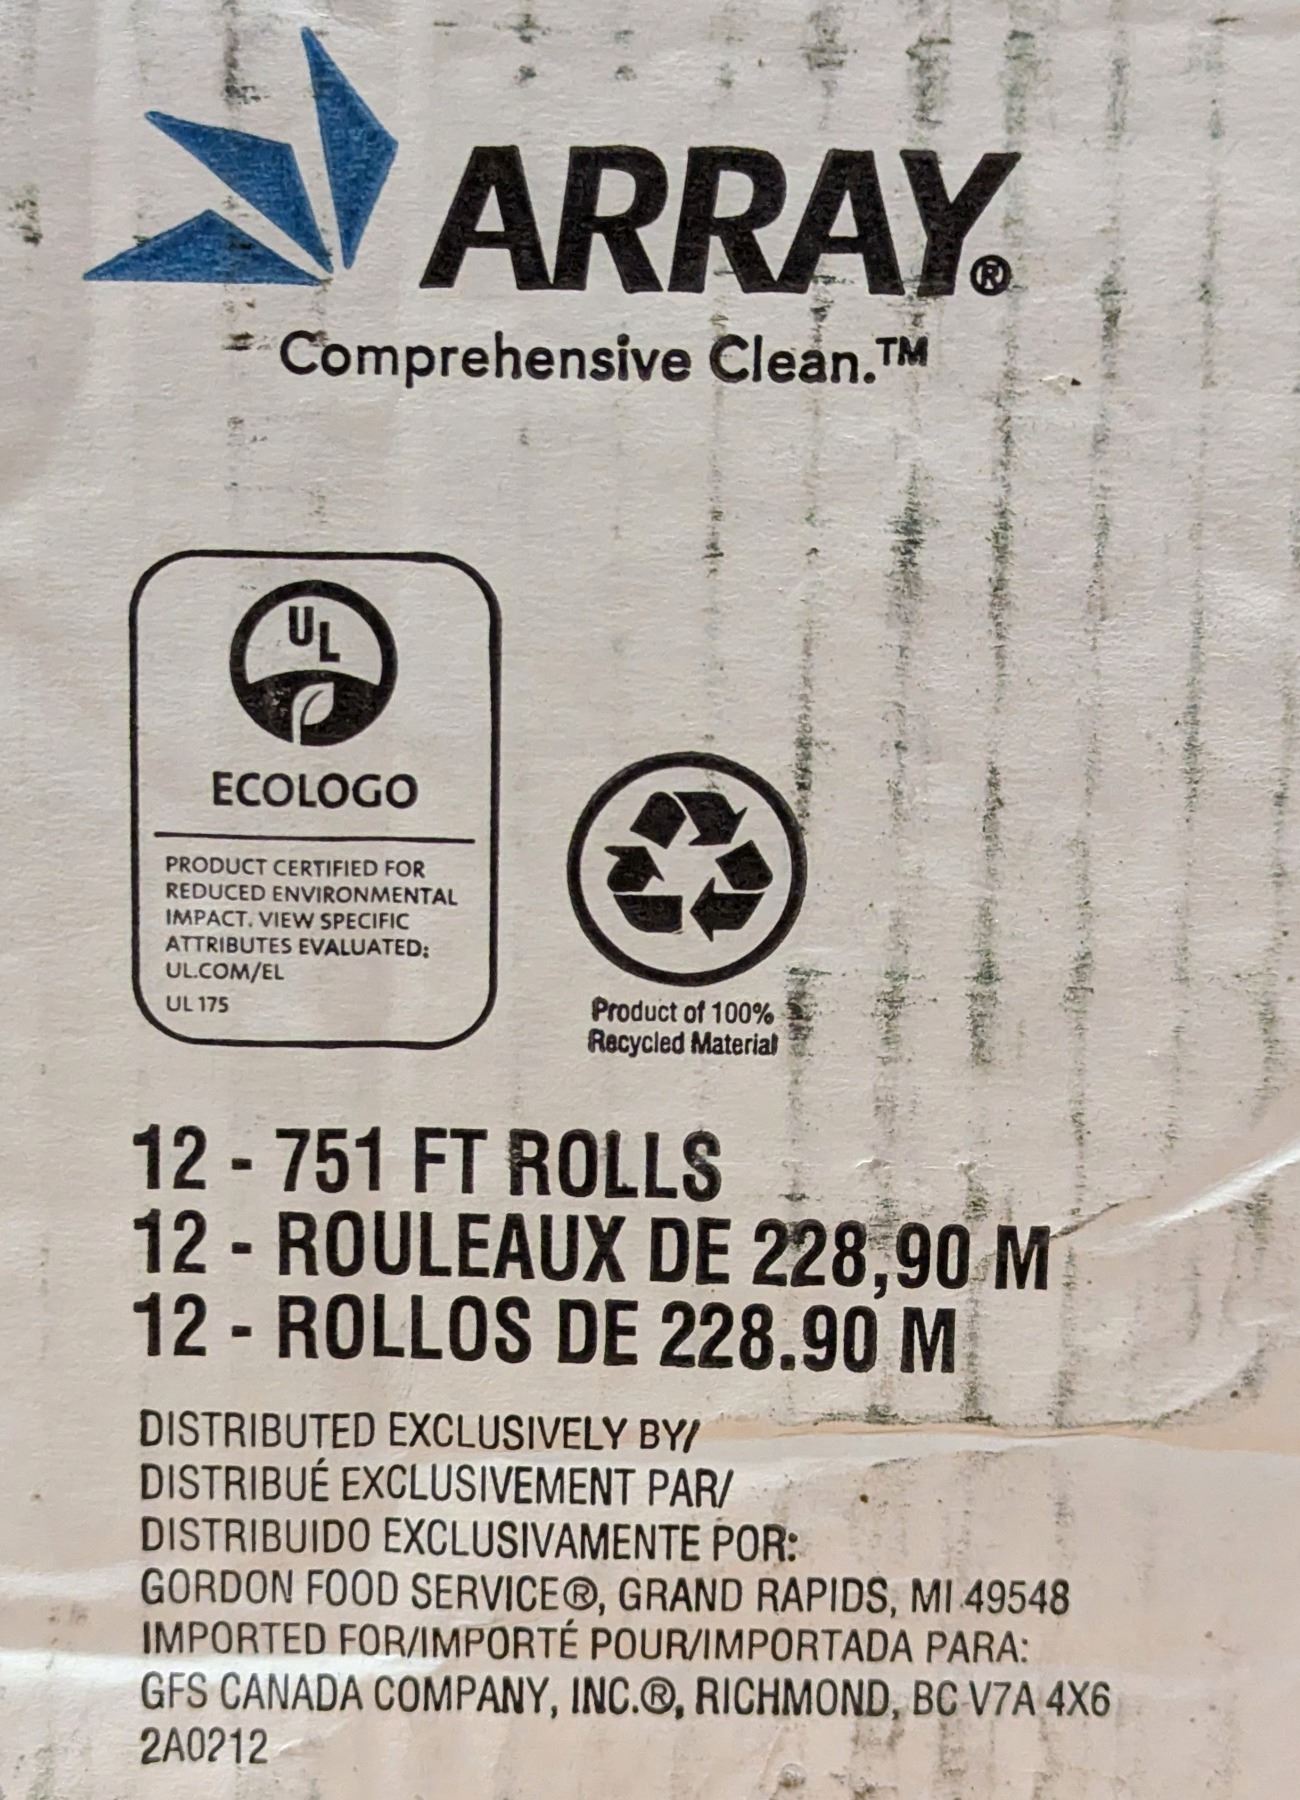 ARRAY®
Comprehensive Clean.™
UL
ECOLOGO
PRODUCT CERTIFIED FOR
REDUCED ENVIRONMENTAL
IMPACT. VIEW SPECIFIC
ATTRIBUTES EVALUATED:
UL.COM/EL
UL 175
Product of 100%
Recycled Material
12 - 751 FT ROLLS
12 - ROULEAUX DE 228,90 M
12 - ROLLOS DE 228.90 M
DISTRIBUTED EXCLUSIVELY BY/
DISTRIBUÉ EXCLUSIVEMENT PAR/
DISTRIBUIDO EXCLUSIVAMENTE POR:
GORDON FOOD SERVICE®, GRAND RAPIDS, MI 49548
IMPORTED FOR/IMPORTÉ POUR/IMPORTADA PARA:
GFS CANADA COMPANY, INC.®, RICHMOND, BC V7A 4X6
2A0212